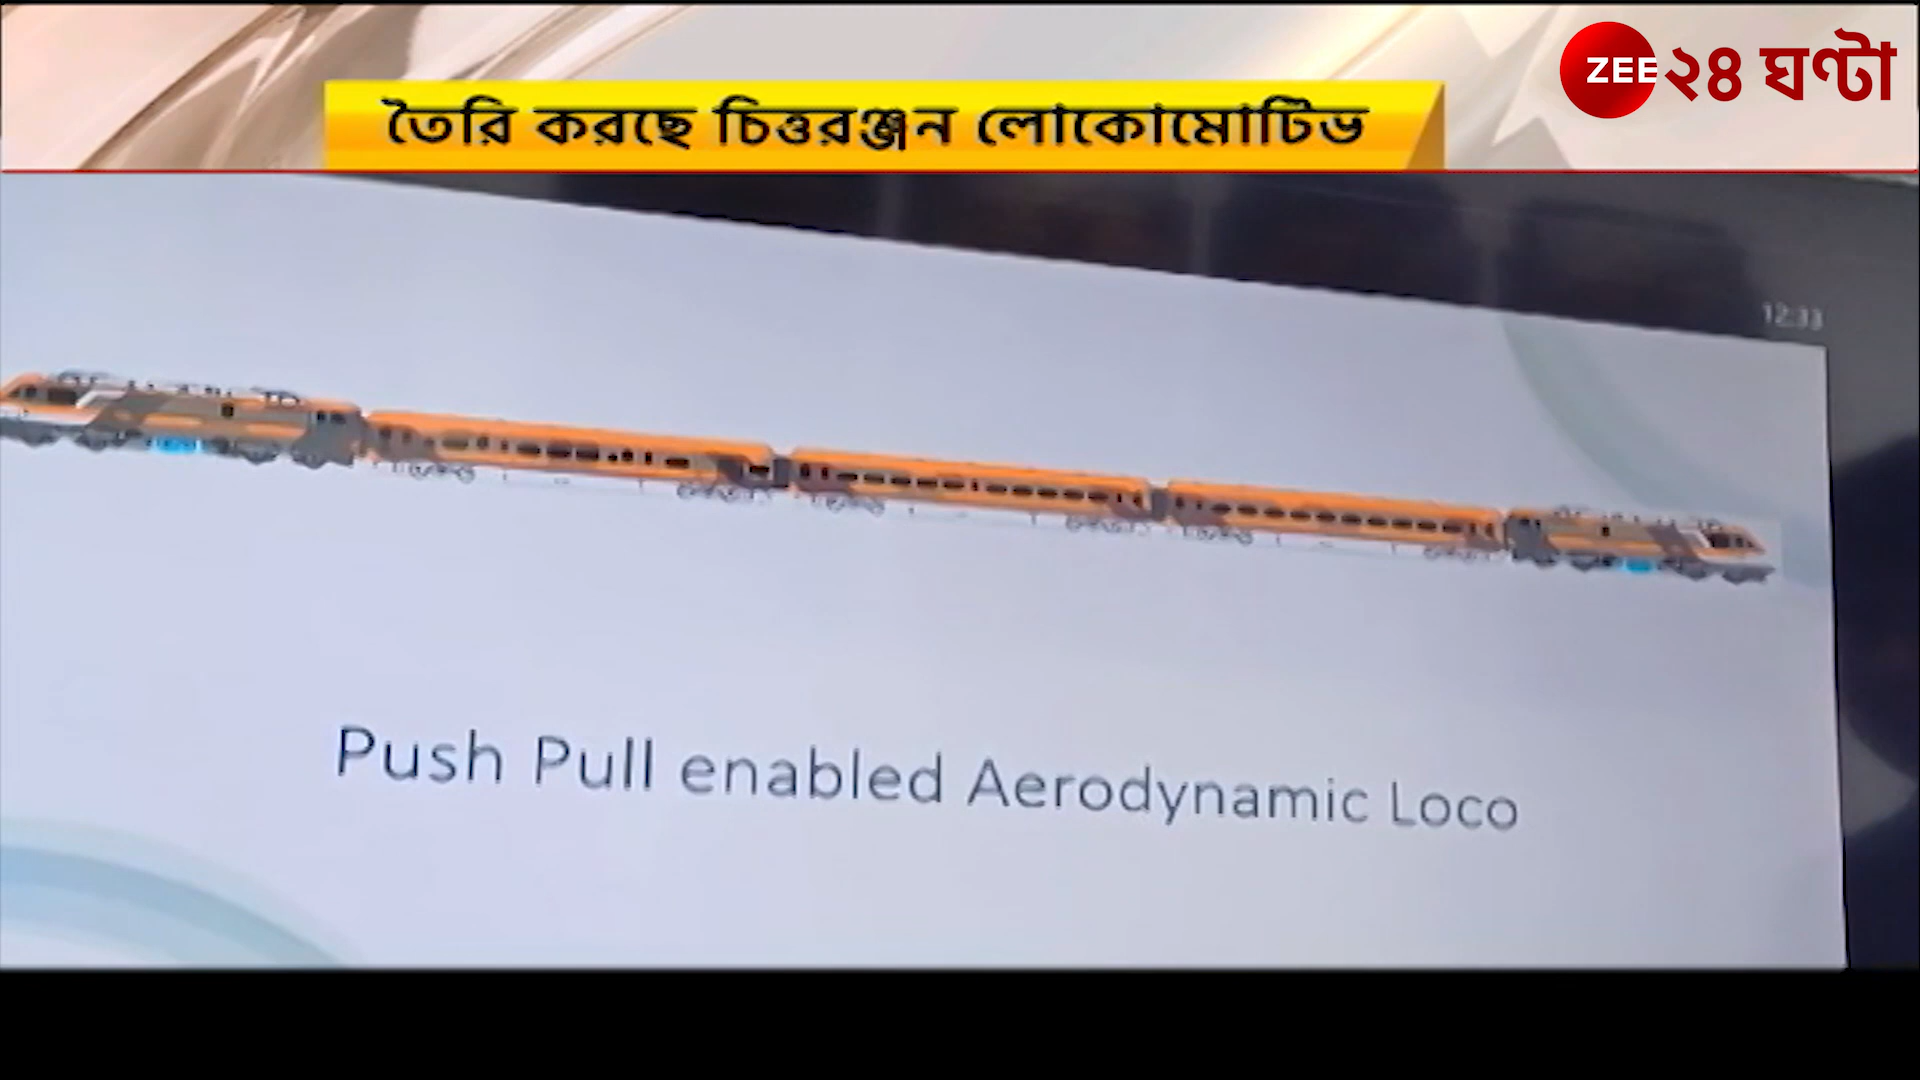 ZEE ২৪ ঘণ্টা
তৈরি করছে চিত্তরঞ্জন লোকোমোটিভ
12:33
Push Pull enabled Aerodynamic Loco